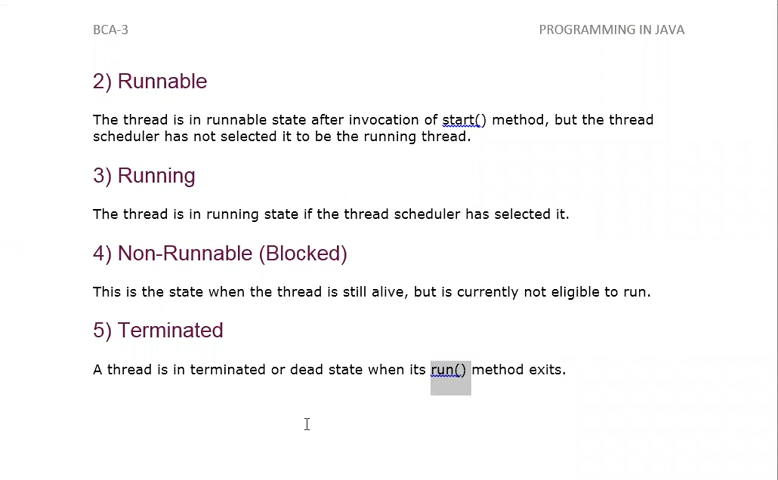 BCA-3 PROGRAMMING IN JAVA
2) Runnable
The thread is in runnable state after invocation of start() method, but the thread
scheduler has not selected it to be the running thread.
3) Running
The thread is in running state if the thread scheduler has selected it.
4) Non-Runnable (Blocked)
This is the state when the thread is still alive, but is currently not eligible to run.
5) Terminated
A thread is in terminated or dead state when its run() method exits.